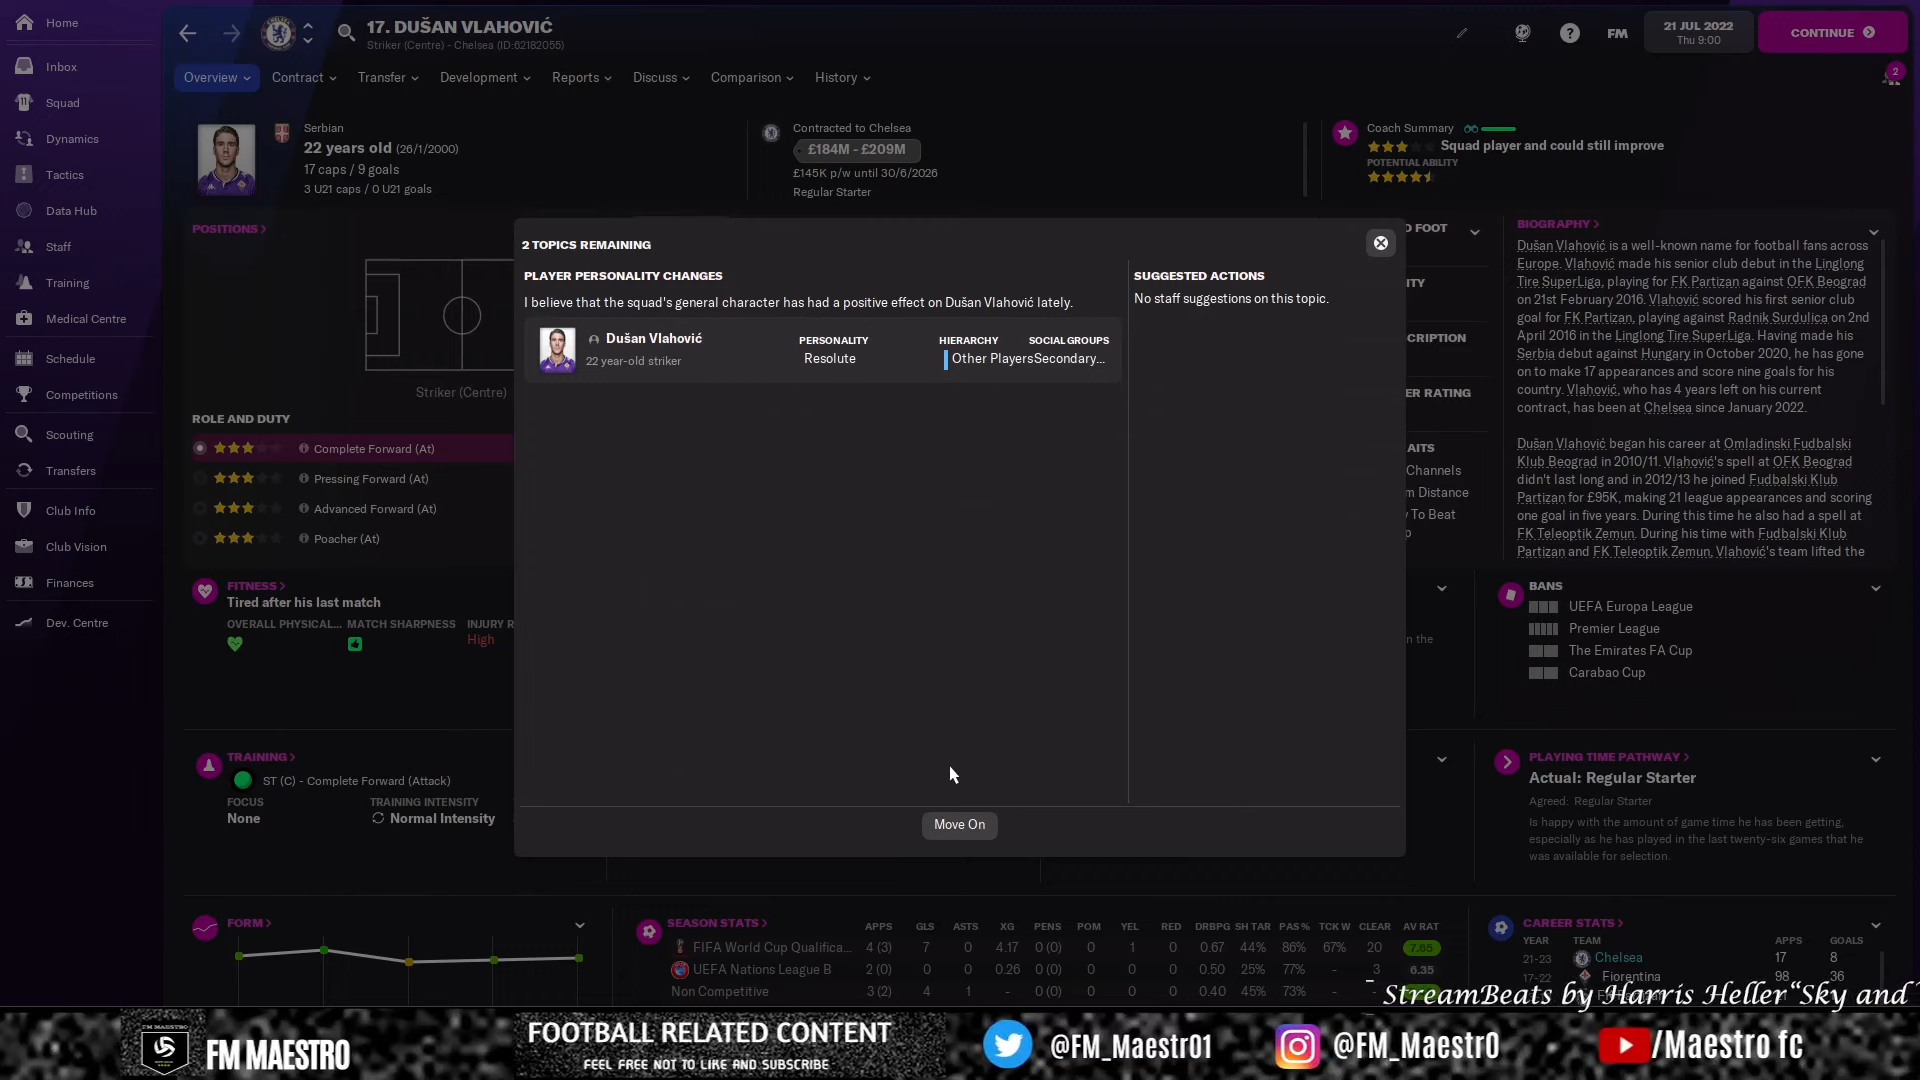 Home
Inbox
Squad
Dynamics
Tactics
Data Hub
Staff
Training
Medical Centre
Schedule
Competitions
Scouting
Transfers
Club Info
Club Vision
Finances
Dev. Centre
17. DUŠAN VLAHOVIĆ
Striker (Centre) - Chelsea (ID:62182055)
FM
21 JUL 2022
Thu 9:00
CONTINUE
Overview
Contract
Transfer
Development
Reports
Discuss
Comparison
History
2
Serbian
22 years old (26/1/2000)
17 caps / 9 goals
3 U21 caps / 0 U21 goals
Contracted to Chelsea
£184M - £209M
£145K p/w until 30/6/2026
Regular Starter
Coach Summary
Squad player and could still improve
POTENTIAL ABILITY
POSITIONS
Striker (Centre)
ROLE AND DUTY
Complete Forward (At)
Pressing Forward (At)
Advanced Forward (At)
Poacher (At)
2 TOPICS REMAINING
PLAYER PERSONALITY CHANGES
I believe that the squad's general character has had a positive effect on Dušan Vlahović lately.
Dušan Vlahović
22 year-old striker
PERSONALITY
Resolute
HIERARCHY
Other Players
SOCIAL GROUPS
Secondary...
SUGGESTED ACTIONS
No staff suggestions on this topic.
Move On
D FOOT
ITY
CRIPTION
ER RATING
AITS
Channels
m Distance
y To Beat
p
BIOGRAPHY
Dušan Vlahović is a well-known name for football fans across
Europe. Vlahović made his senior club debut in the Linglong
Tire SuperLiga, playing for FK Partizan against OFK Beograd
on 21st February 2016. Vlahović scored his first senior club
goal for FK Partizan, playing against Radnik Surdulica on 2nd
April 2016 in the Linglong Tire SuperLiga. Having made his
Serbia debut against Hungary in October 2020, he has gone
on to make 17 appearances and score nine goals for his
country. Vlahović, who has 4 years left on his current
contract, has been at Chelsea since January 2022.
Dušan Vlahović began his career at Omladinski Fudbalski
Klub Beograd in 2010/11. Vlahović's spell at OFK Beograd
didn't last long and in 2012/13 he joined Fudbalski Klub
Partizan for £95K, making 21 league appearances and scoring
one goal in five years. During this time he also had a spell at
FK Teleoptik Zemun. During his time with Fudbalski Klub
Partizan and FK Teleoptik Zemun, Vlahović's team lifted the
FITNESS
Tired after his last match
OVERALL PHYSICAL...
MATCH SHARPNESS
INJURY R
High
n the
BANS
UEFA Europa League
Premier League
The Emirates FA Cup
Carabao Cup
TRAINING
ST (C) - Complete Forward (Attack)
FOCUS
None
TRAINING INTENSITY
Normal Intensity
PLAYING TIME PATHWAY
Actual: Regular Starter
Agreed: Regular Starter
Is happy with the amount of game time he has been getting,
especially as he has played in the last twenty-six games that he
was available for selection.
FORM
SEASON STATS APPS GLS ASTS XG PENS POM YEL RED DRBPG SH TAR PAS % TCK W CLEAR AV RAT
FIFA World Cup Qualifica... 4 (3) 7 0 4.17 0 (0) 0 1 0 0.67 44% 86% 67% 20 7.65
UEFA Nations League B 2 (0) 0 0 0.26 0 (0) 0 0 0 0.50 25% 77% - 3 6.35
Non Competitive 3 (2) 4 1 - 0 (0) 0 0 0 0.40 45% 73% - -
CAREER STATS
YEAR TEAM APPS GOALS
21-23 Chelsea 17 8
17-22 Fiorentina 98 36
StreamBeats by Harris Heller “Sky and
FM MAESTRO
FM MAESTRO
FOOTBALL RELATED CONTENT
FEEL FREE NOT TO LIKE AND SUBSCRIBE
@FM_Maestr01
@FM_Maestr0
/Maestro fc